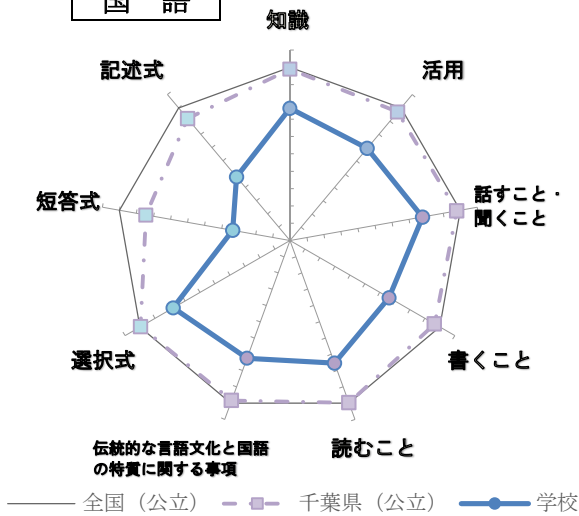 国 語
知識
記述式
活用
短答式
話すこと・
聞くこと
選択式
書くこと
伝統的な言語文化と国語
の特質に関する事項
読むこと
全国（公立） 千葉県（公立） 学校